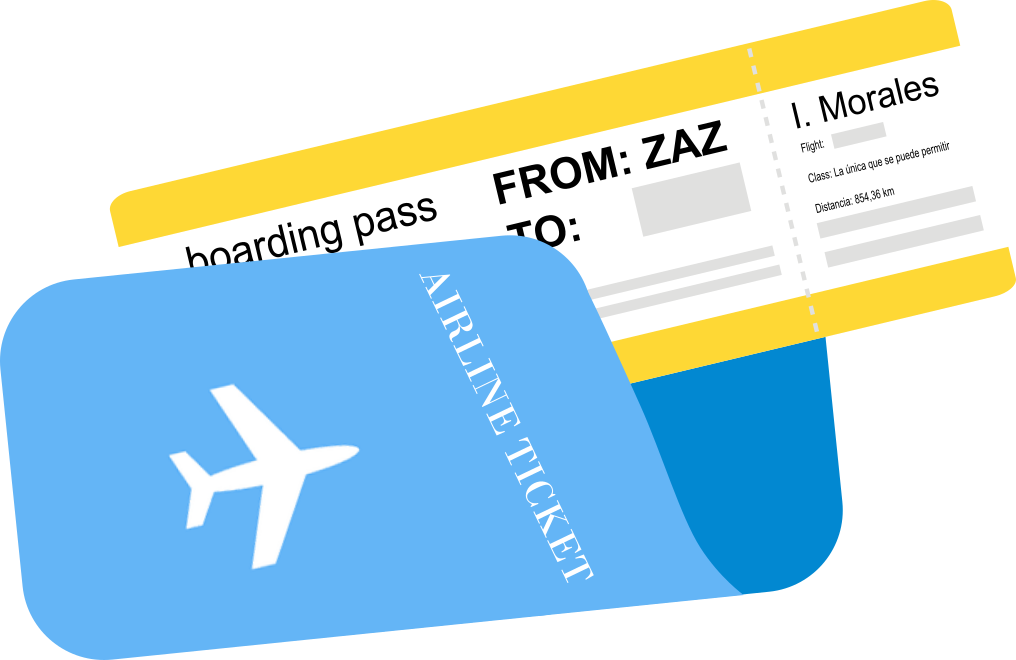 boarding pass
FROM: ZAZ
TO:
I. Morales
Flight:
Class: La única que se puede permitir
Distancia: 854,36 km
AIRLINE TICKET